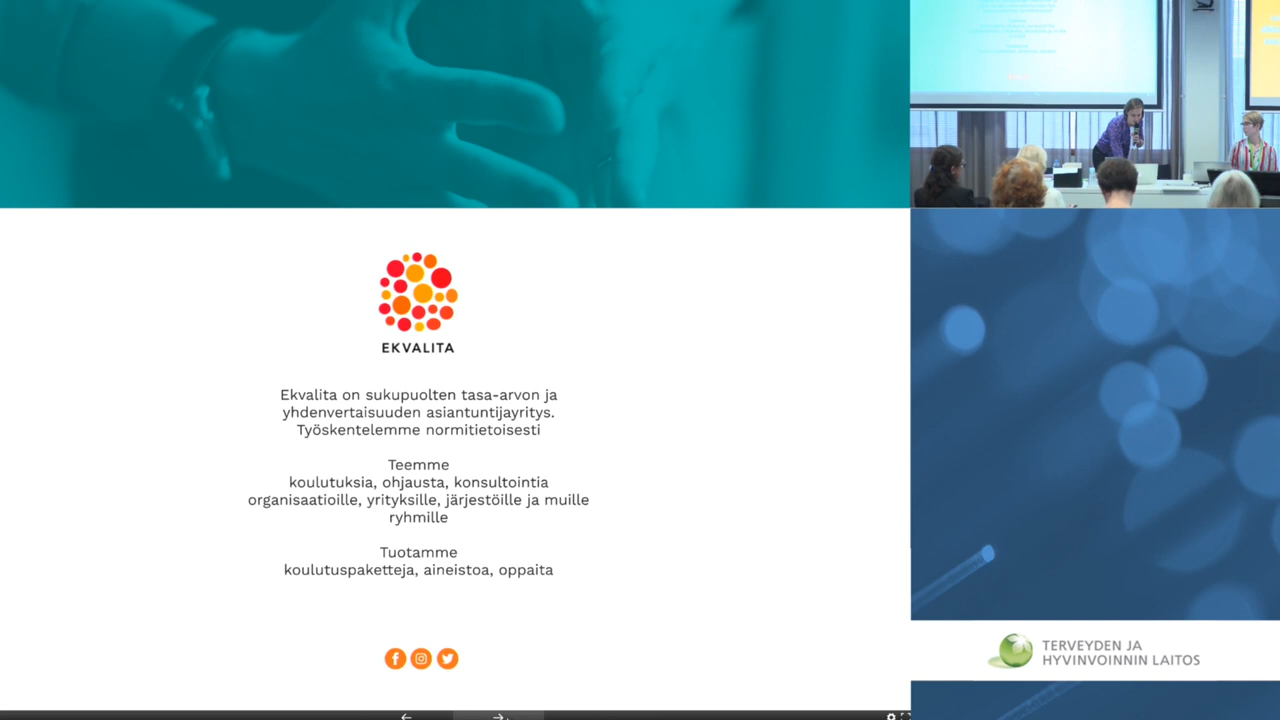 EKVALITA
Ekvalita on sukupuolten tasa-arvon ja
yhdenvertaisuuden asiantuntijayritys.
Työskentelemme normitietoisesti
Teemme
koulutuksia, ohjausta, konsultointia
organisaatioille, yrityksille, järjestöille ja muille
ryhmille
Tuotamme
koulutuspaketteja, aineistoa, oppaita
TERVEYDEN JA
HYVINVOINNIN LAITOS